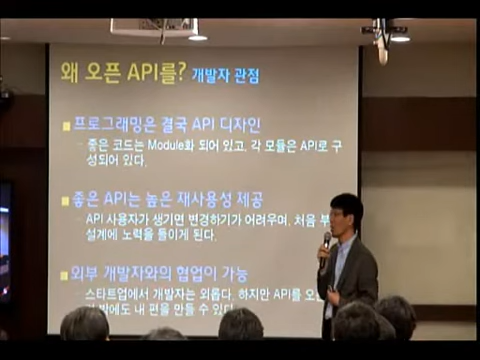 왜 오픈 API를? 개발자 관점
프로그래밍은 결국 API 디자인
- 좋은 코드는 Module화 되어 있고, 각 모듈은 API로 구
성되어 있다.
좋은 API는 높은 재사용성 제공
- API 사용자가 생기면 변경하기가 어려우며, 처음 부
설계에 노력을 들이게 된다.
외부 개발자와의 협업이 가능
- 스타트업에서 개발자는 외롭다. 하지만 API를 오
밖에도 내 편을 만들 수 있다